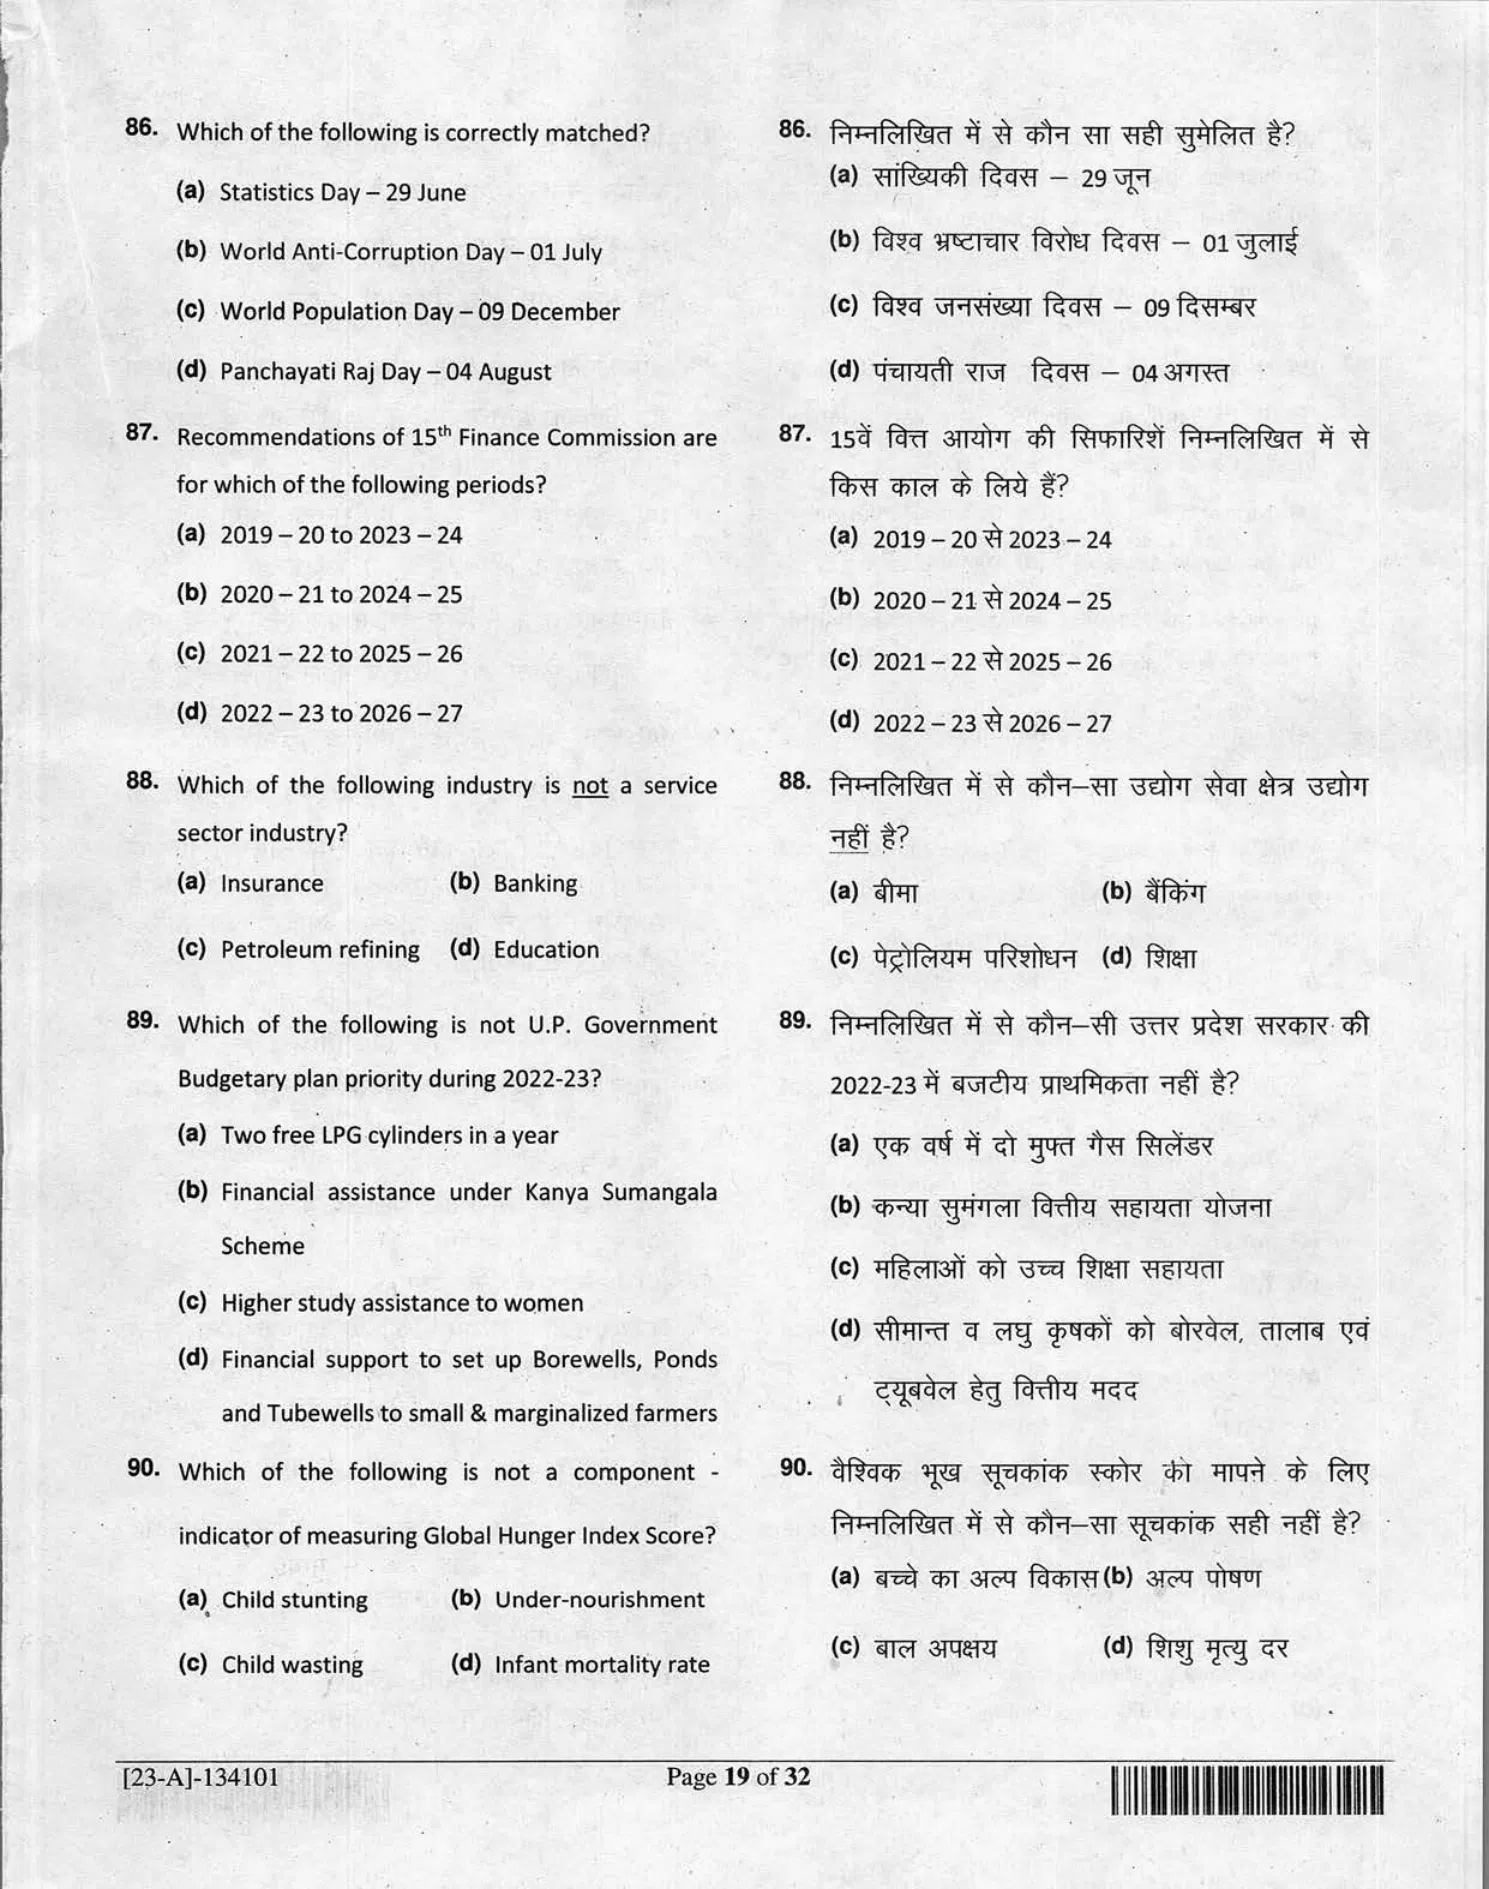 86. Which of the following is correctly matched?
(a) Statistics Day – 29 June
(b) World Anti-Corruption Day – 01 July
(c) World Population Day – 09 December
(d) Panchayati Raj Day – 04 August
87. Recommendations of 15th Finance Commission are
for which of the following periods?
(a) 2019 – 20 to 2023 – 24
(b) 2020 – 21 to 2024 – 25
(c) 2021 – 22 to 2025 – 26
(d) 2022 – 23 to 2026 – 27
88. Which of the following industry is not a service
sector industry?
(a) Insurance (b) Banking
(c) Petroleum refining (d) Education
89. Which of the following is not U.P. Government
Budgetary plan priority during 2022-23?
(a) Two free LPG cylinders in a year
(b) Financial assistance under Kanya Sumangala
Scheme
(c) Higher study assistance to women
(d) Financial support to set up Borewells, Ponds
and Tubewells to small & marginalized farmers
90. Which of the following is not a component -
indicator of measuring Global Hunger Index Score?
(a) Child stunting (b) Under-nourishment
(c) Child wasting (d) Infant mortality rate
86. निम्नलिखित में से कौन सा सही सुमेलित है?
(a) सांख्यिकी दिवस – 29 जून
(b) विश्व भ्रष्टाचार विरोध दिवस – 01 जुलाई
(c) विश्व जनसंख्या दिवस – 09 दिसम्बर
(d) पंचायती राज दिवस – 04 अगस्त
87. 15वें वित्त आयोग की सिफारिशें निम्नलिखित में से
किस काल के लिये हैं?
(a) 2019 – 20 से 2023 – 24
(b) 2020 – 21 से 2024 – 25
(c) 2021 – 22 से 2025 – 26
(d) 2022 – 23 से 2026 – 27
88. निम्नलिखित में से कौन–सा उद्योग सेवा क्षेत्र उद्योग
नहीं है?
(a) बीमा (b) बैंकिंग
(c) पेट्रोलियम परिशोधन (d) शिक्षा
89. निम्नलिखित में से कौन–सी उत्तर प्रदेश सरकार की
2022-23 में बजटीय प्राथमिकता नहीं है?
(a) एक वर्ष में दो मुफ्त गैस सिलेंडर
(b) कन्या सुमंगला वित्तीय सहायता योजना
(c) महिलाओं को उच्च शिक्षा सहायता
(d) सीमान्त व लघु कृषकों को बोरवेल, तालाब एवं
ट्यूबवेल हेतु वित्तीय मदद
90. वैश्विक भूख सूचकांक स्कोर को मापने के लिए
निम्नलिखित में से कौन–सा सूचकांक सही नहीं है?
(a) बच्चे का अल्प विकास (b) अल्प पोषण
(c) बाल अपक्षय (d) शिशु मृत्यु दर
[23-A]-134101 Page 19 of 32